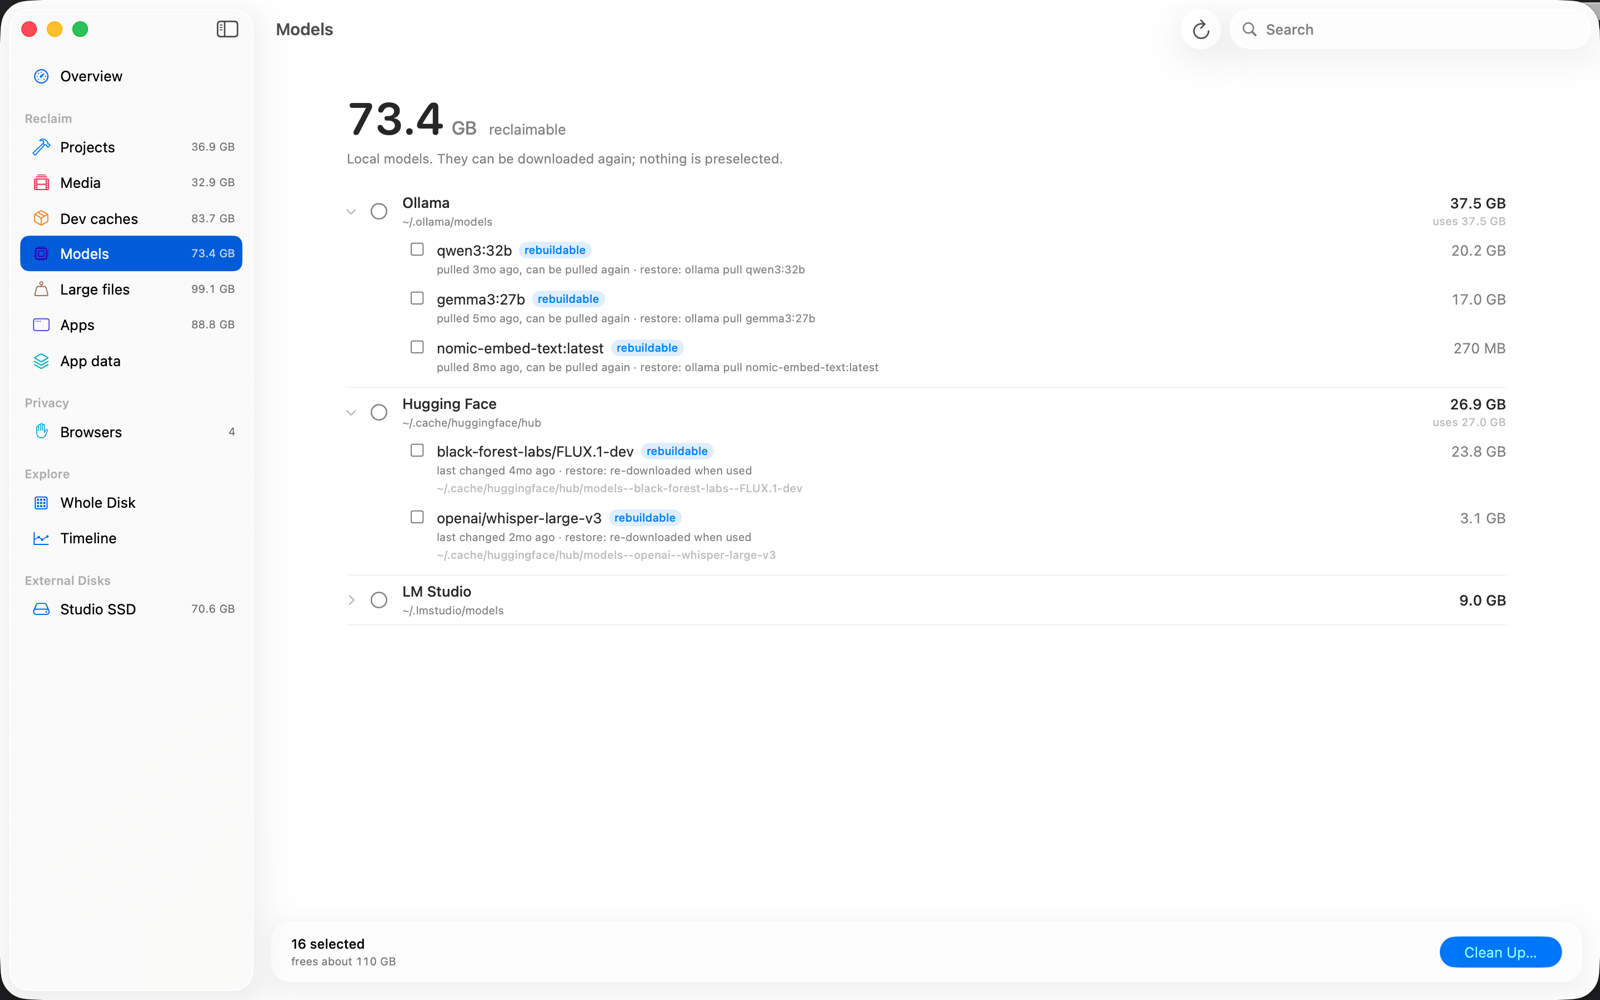 Models
Search
Overview
Reclaim
Projects 36.9 GB
Media 32.9 GB
Dev caches 83.7 GB
Models 73.4 GB
Large files 99.1 GB
Apps 88.8 GB
App data
Privacy
Browsers 4
Explore
Whole Disk
Timeline
External Disks
Studio SSD 70.6 GB
73.4 GB reclaimable
Local models. They can be downloaded again; nothing is preselected.
Ollama 37.5 GB
~/.ollama/models uses 37.5 GB
qwen3:32b rebuildable 20.2 GB
pulled 3mo ago, can be pulled again · restore: ollama pull qwen3:32b
gemma3:27b rebuildable 17.0 GB
pulled 5mo ago, can be pulled again · restore: ollama pull gemma3:27b
nomic-embed-text:latest rebuildable 270 MB
pulled 8mo ago, can be pulled again · restore: ollama pull nomic-embed-text:latest
Hugging Face 26.9 GB
~/.cache/huggingface/hub uses 27.0 GB
black-forest-labs/FLUX.1-dev rebuildable 23.8 GB
last changed 4mo ago · restore: re-downloaded when used
~/.cache/huggingface/hub/models--black-forest-labs--FLUX.1-dev
openai/whisper-large-v3 rebuildable 3.1 GB
last changed 2mo ago · restore: re-downloaded when used
~/.cache/huggingface/hub/models--openai--whisper-large-v3
LM Studio 9.0 GB
~/.lmstudio/models
16 selected
frees about 110 GB
Clean Up...